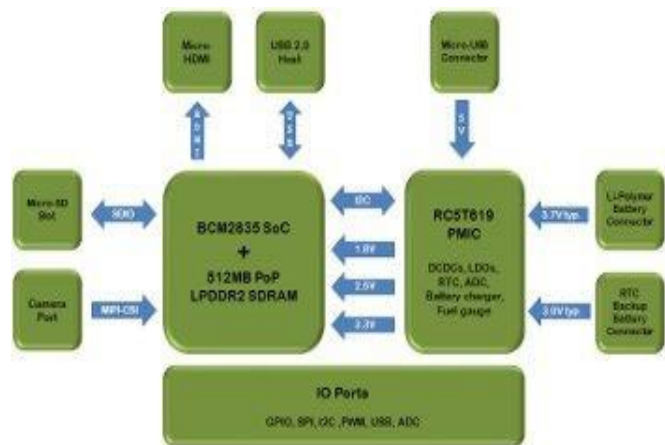 Micro-
HDMI
USB 2.0
Host
Micro-USB
Connector
HDMI
USB
5V
Micro-SD
Slot
SDIO
BCM2835 SoC
+
512MB PoP
LPDDR2 SDRAM
I2C
1.8V
2.5V
3.3V
RC5T619
PMIC
DCDCs, LDOs,
RTC, ADC,
Battery charger,
Fuel gauge
3.7V typ.
Li-Polymer
Battery
Connector
Camera
Port
MIPI-CSI
3.0V typ.
RTC
Backup
Battery
Connector
IO Ports
GPIO, SPI, I2C ,PWM, USB, ADC